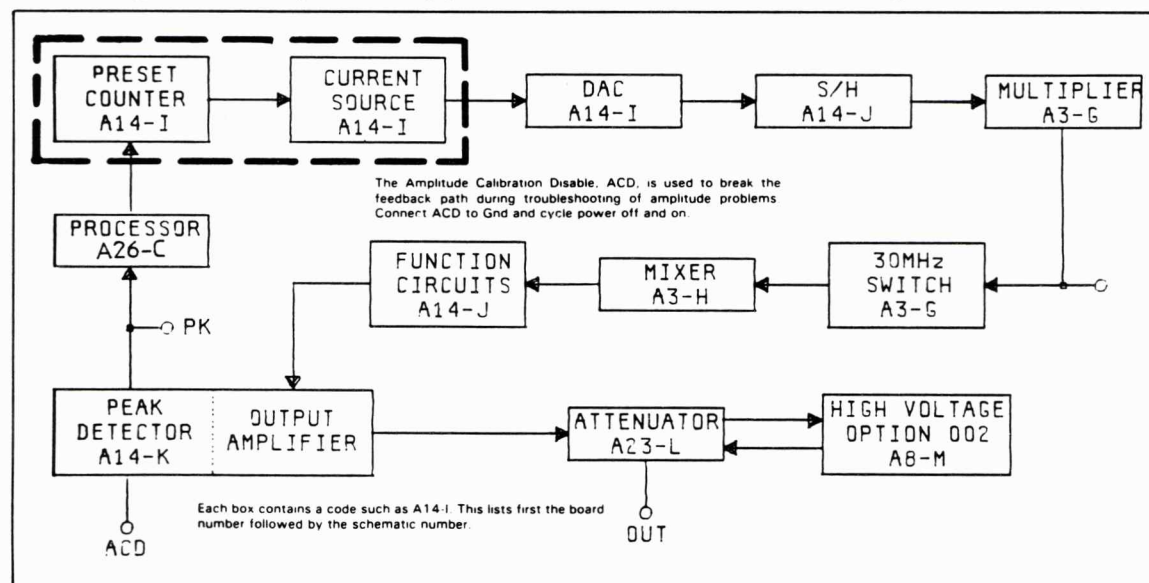 PRESET
COUNTER
A14-I
CURRENT
SOURCE
A14-I
DAC
A14-I
S/H
A14-J
MULTIPLIER
A3-G
The Amplitude Calibration Disable, ACD, is used to break the
feedback path during troubleshooting of amplitude problems.
Connect ACD to Gnd and cycle power off and on.
PROCESSOR
A26-C
FUNCTION
CIRCUITS
A14-J
MIXER
A3-H
30MHz
SWITCH
A3-G
PK
PEAK
DETECTOR
A14-K
OUTPUT
AMPLIFIER
ATTENUATOR
A23-L
HIGH VOLTAGE
OPTION 002
A8-M
Each box contains a code such as A14-I. This lists first the board
number followed by the schematic number.
ACD
OUT